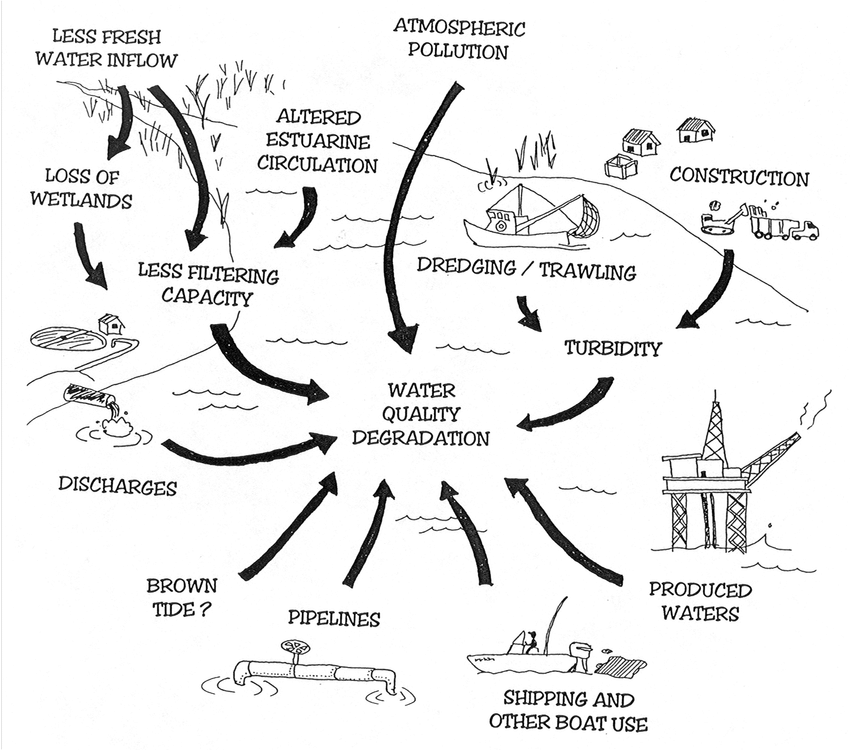 LESS FRESH
WATER INFLOW
ATMOSPHERIC
POLLUTION
ALTERED
ESTUARINE
CIRCULATION
LOSS OF
WETLANDS
CONSTRUCTION
LESS FILTERING
CAPACITY
DREDGING / TRAWLING
TURBIDITY
WATER
QUALITY
DEGRADATION
DISCHARGES
BROWN
TIDE ?
PIPELINES
PRODUCED
WATERS
SHIPPING AND
OTHER BOAT USE